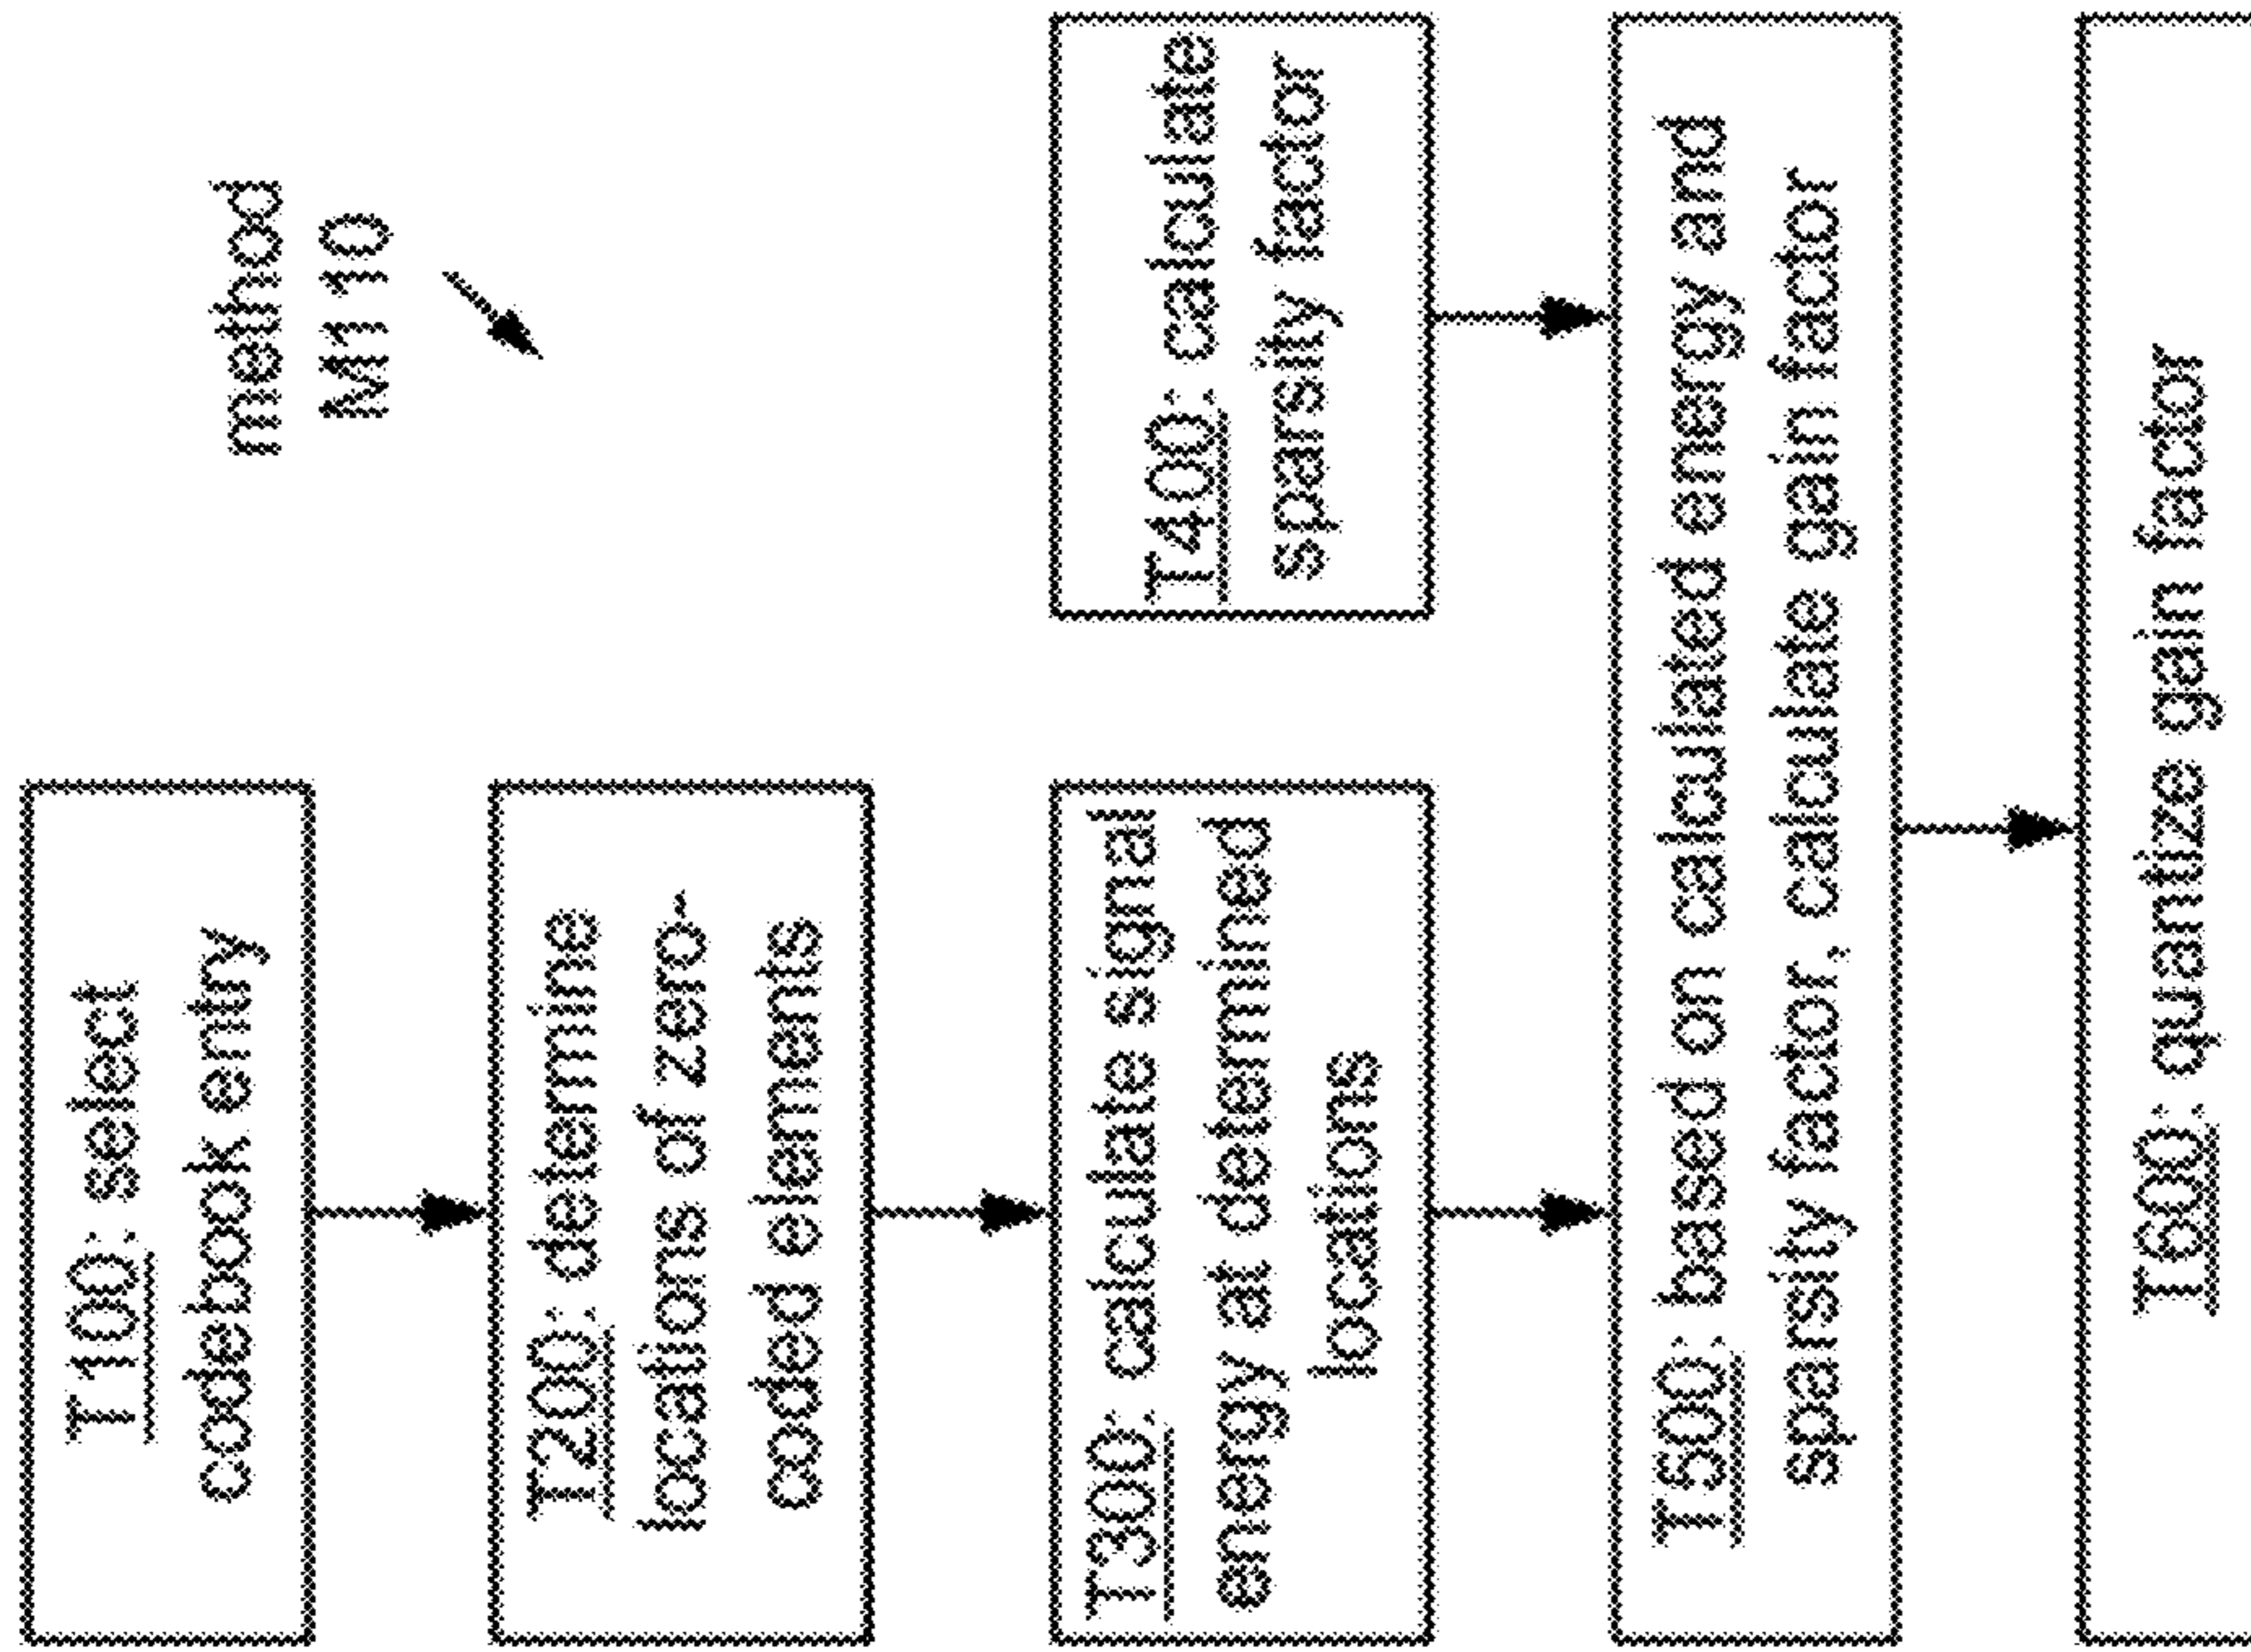 method
M110
T100: select
codebook entry
T200: determine
locations of zero-
coded elements
T300: calculate signal
energy at determined
locations
T400: calculate
sparsity factor
T500: based on calculated energy and
sparsity factor, calculate gain factor
T600: quantize gain factor